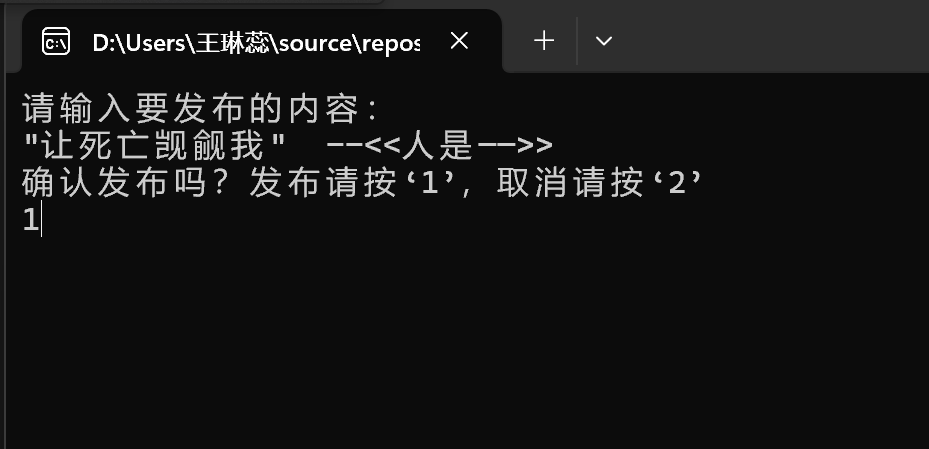 D:\Users\王琳蕊\source\repos
请输入要发布的内容：
"让死亡觊觎我"  --<<人是-->>
确认发布吗？发布请按‘1’，取消请按‘2’
1